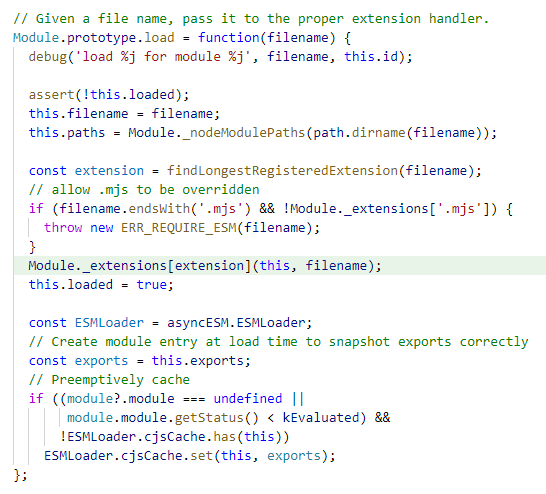 // Given a file name, pass it to the proper extension handler.
Module.prototype.load = function(filename) {
  debug('load %j for module %j', filename, this.id);

  assert(!this.loaded);
  this.filename = filename;
  this.paths = Module._nodeModulePaths(path.dirname(filename));

  const extension = findLongestRegisteredExtension(filename);
  // allow .mjs to be overridden
  if (filename.endsWith('.mjs') && !Module._extensions['.mjs']) {
    throw new ERR_REQUIRE_ESM(filename);
  }
  Module._extensions[extension](this, filename);
  this.loaded = true;

  const ESMLoader = asyncESM.ESMLoader;
  // Create module entry at load time to snapshot exports correctly
  const exports = this.exports;
  // Preemptively cache
  if ((module?.module === undefined ||
       module.module.getStatus() < kEvaluated) &&
      !ESMLoader.cjsCache.has(this))
    ESMLoader.cjsCache.set(this, exports);
};